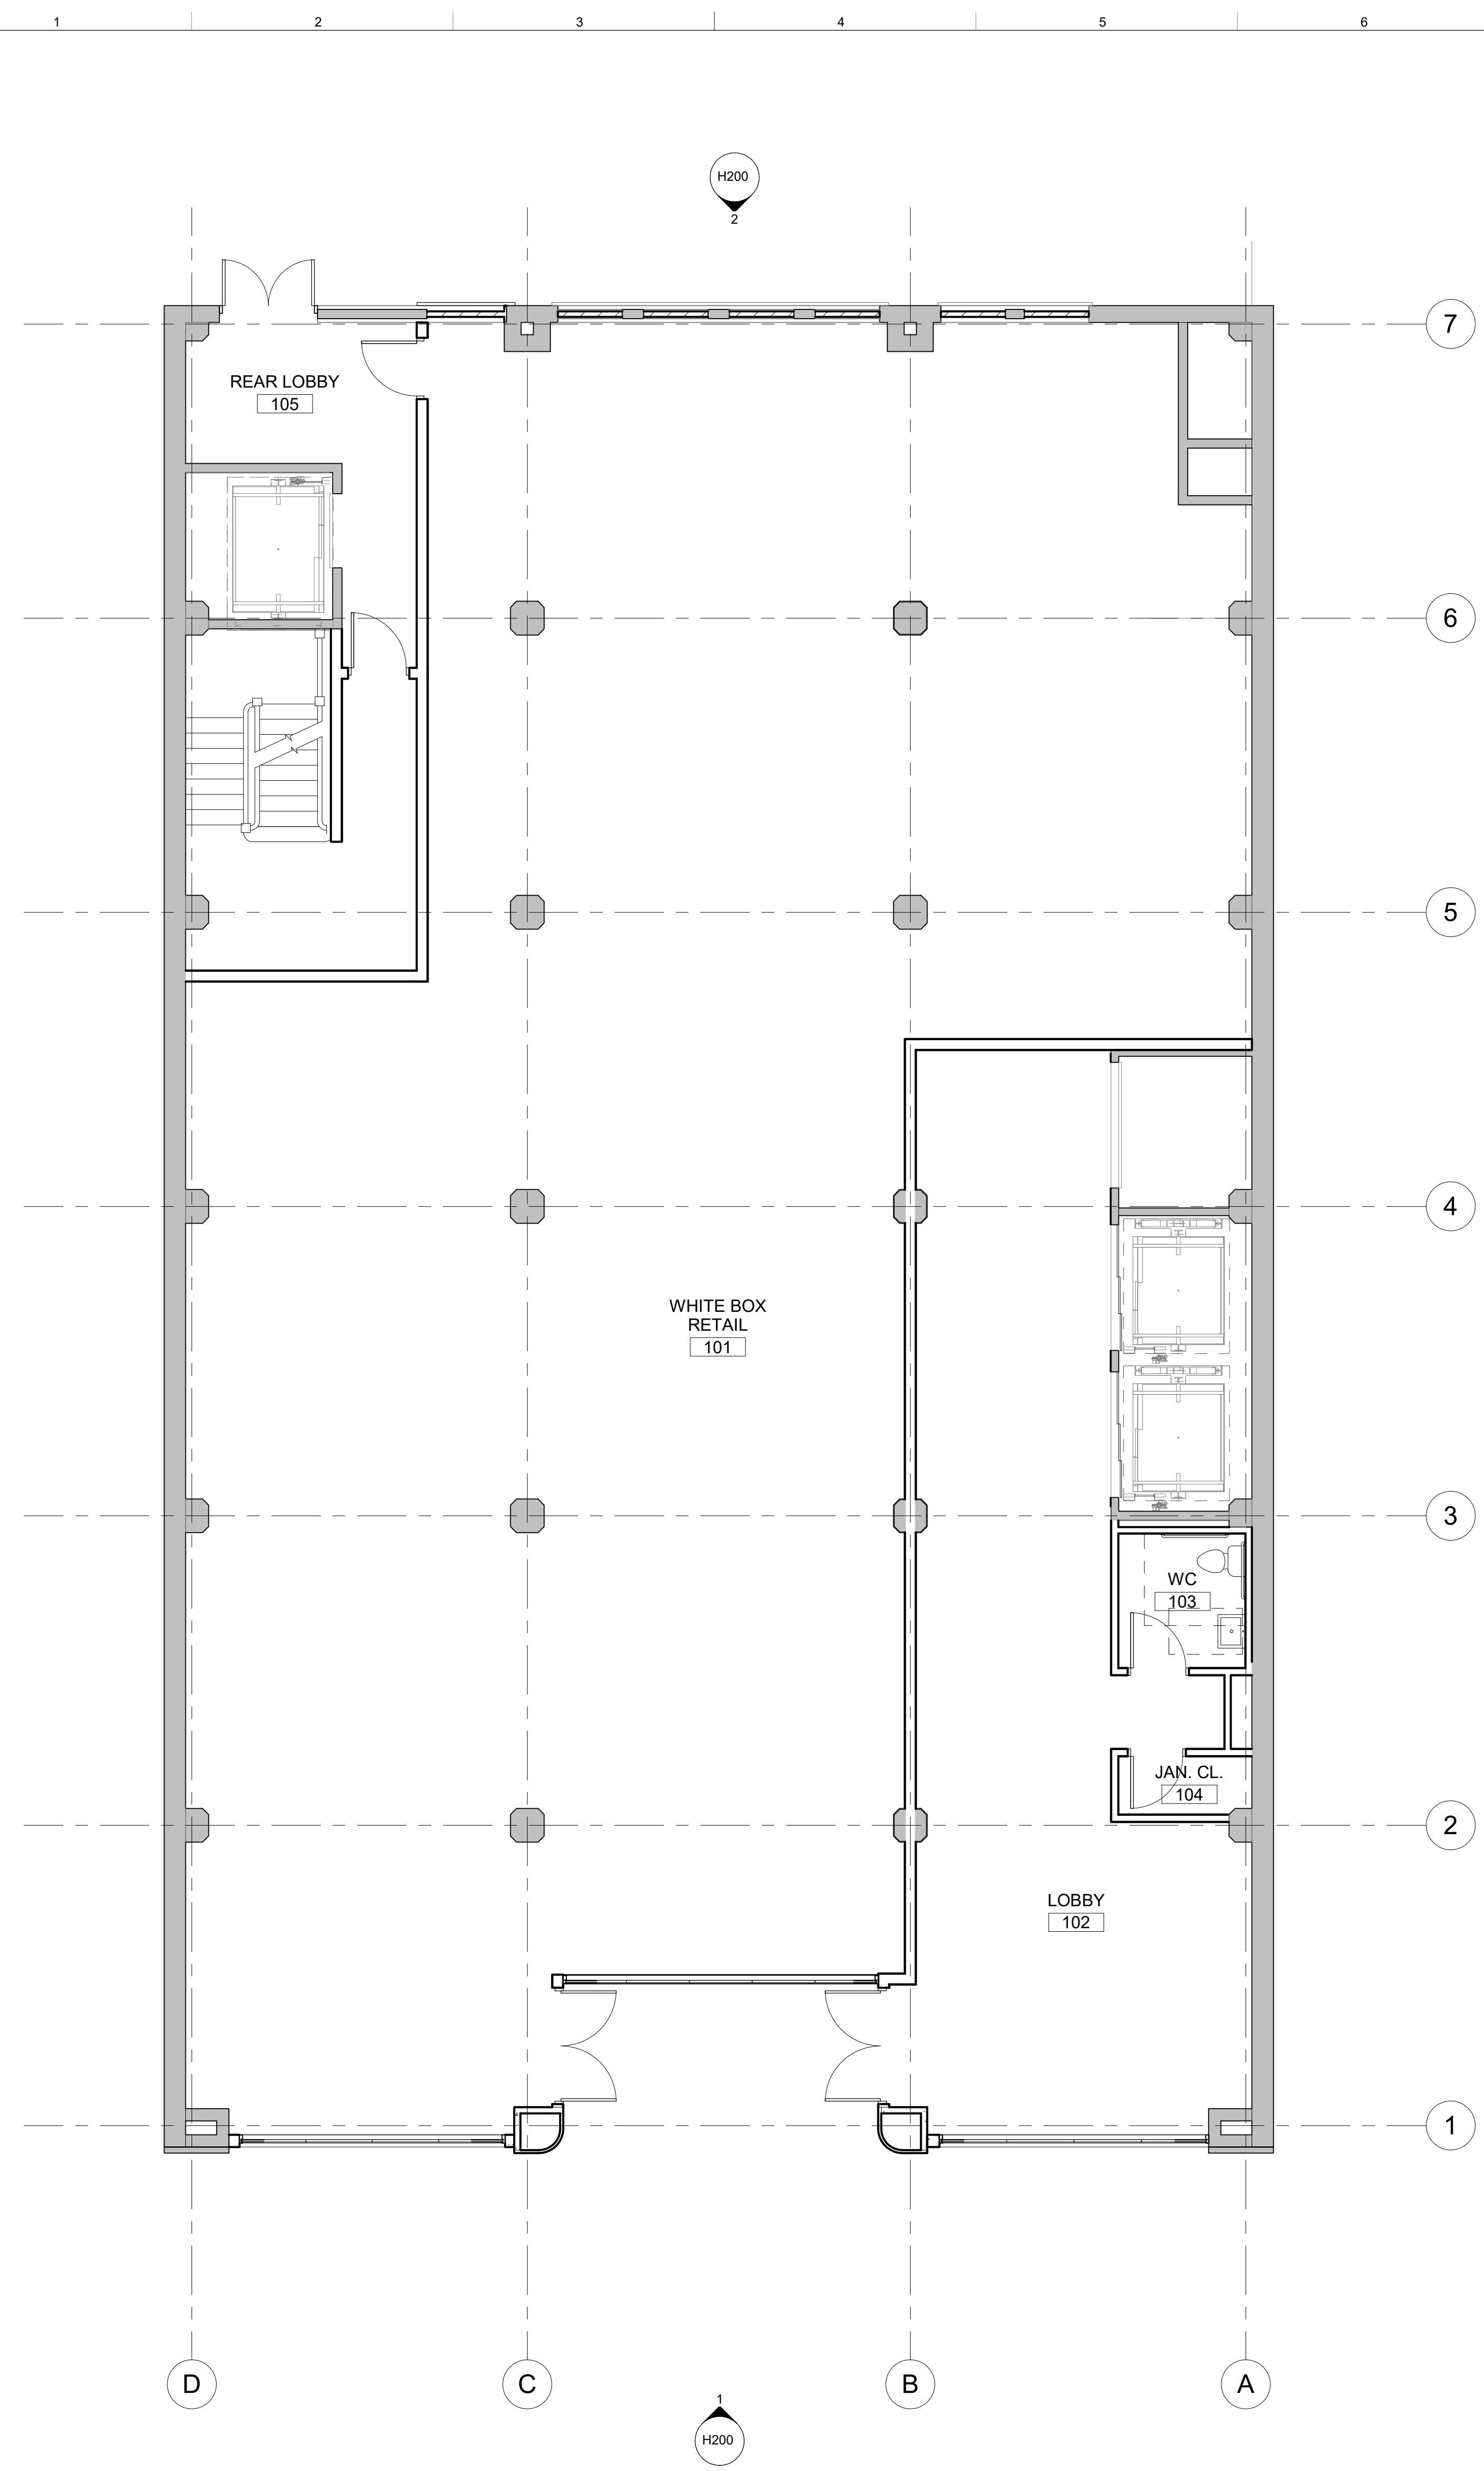 1 2 3 4 5 6
H200
2
7
REAR LOBBY
105
6
5
4
WHITE BOX
RETAIL
101
3
WC
103
JAN. CL.
104
2
LOBBY
102
1
D C B A
1
H200